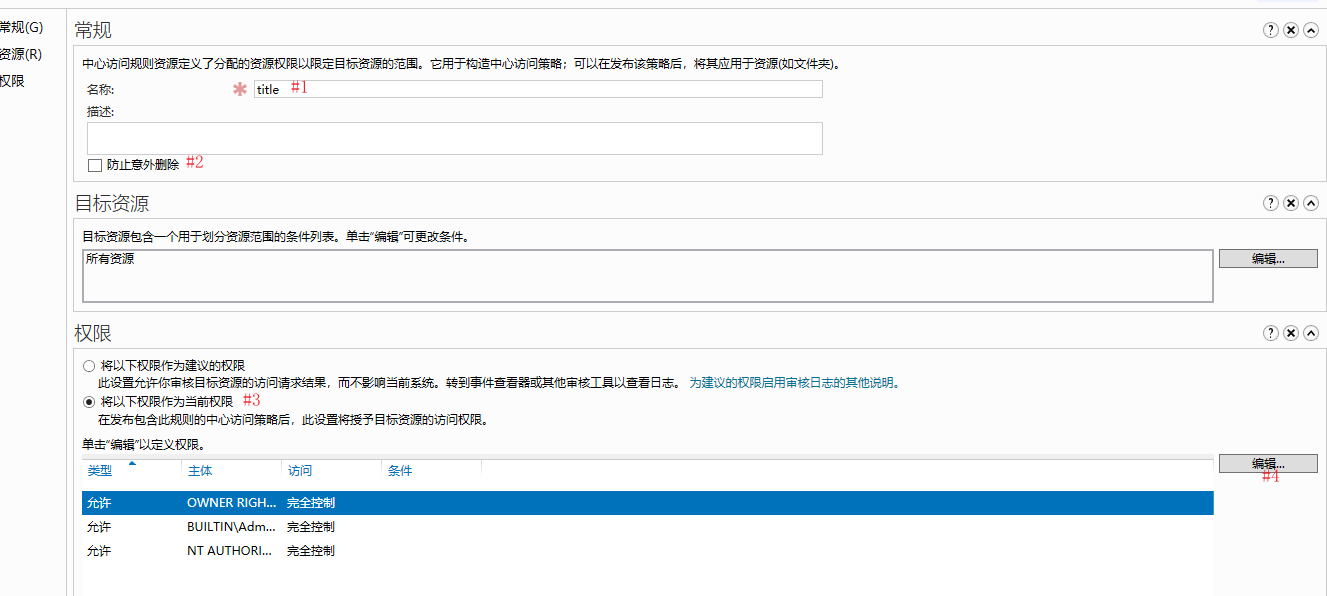 常规(G)
资源(R)
权限
常规
中心访问规则资源定义了分配的资源权限以限定目标资源的范围。它用于构造中心访问策略；可以在发布该策略后，将其应用于资源(如文件夹)。
名称:
* title #1
描述:
防止意外删除 #2
目标资源
目标资源包含一个用于划分资源范围的条件列表。单击“编辑”可更改条件。
所有资源
编辑...
权限
将以下权限作为建议的权限
此设置允许你审核目标资源的访问请求结果，而不影响当前系统。转到事件查看器或其他审核工具以查看日志。 为建议的权限启用审核日志的其他说明。
将以下权限作为当前权限 #3
在发布包含此规则的中心访问策略后，此设置将授予目标资源的访问权限。
单击“编辑”以定义权限。
编辑...
#4
类型 主体 访问 条件
允许 OWNER RIGH... 完全控制
允许 BUILTIN\Adm... 完全控制
允许 NT AUTHORI... 完全控制